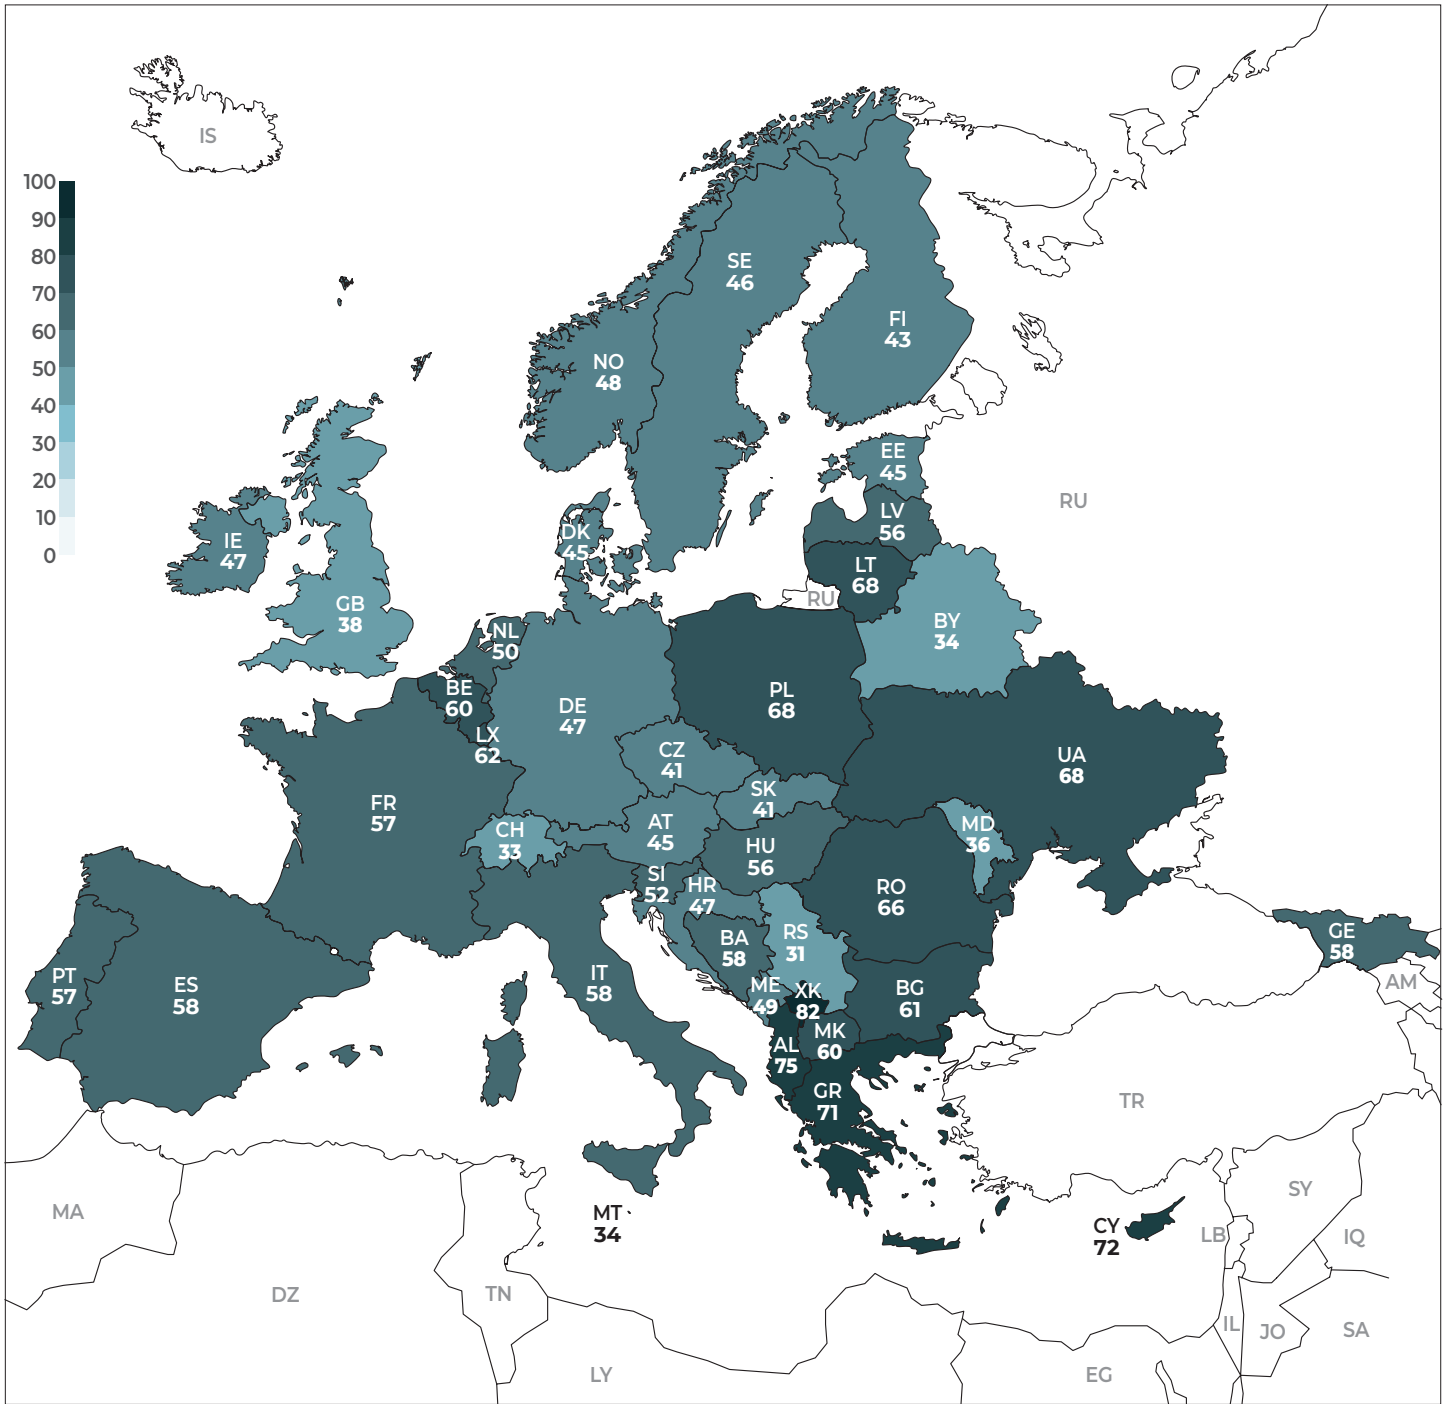 IS
100
90
80
70
60
50
40
30
20
10
0
SE
46
FI
43
NO
48
EE
45
RU
LV
56
DK
45
IE
47
LT
68
RU
GB
38
BY
34
NL
50
BE
60
PL
68
DE
47
LX
62
CZ
41
UA
68
SK
41
FR
57
CH
33
AT
45
MD
36
HU
56
SI
52
HR
47
RO
66
RS
31
BA
58
GE
58
PT
57
ES
58
IT
58
ME
49
XK
82
BG
61
AM
MK
60
AL
75
GR
71
TR
MA
MT
34
SY
CY
72
LB
IQ
DZ
TN
IL
JO
SA
LY
EG